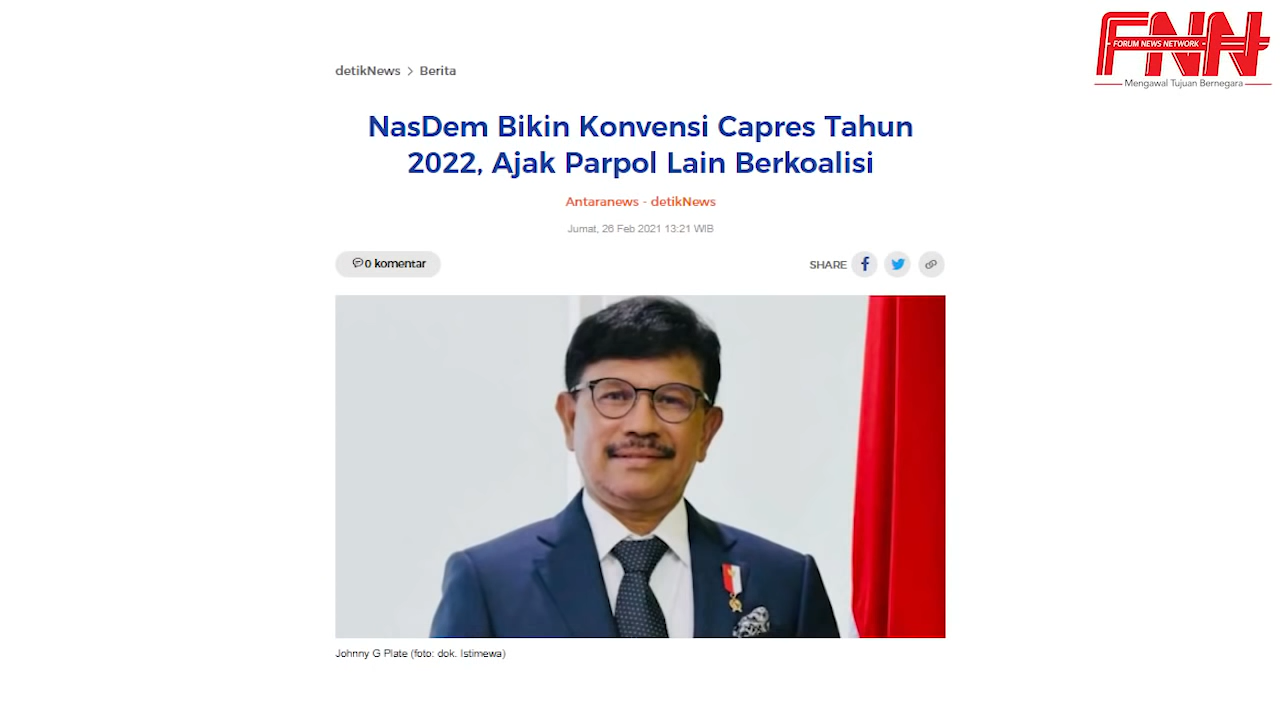 FNN
FORUM NEWS NETWORK
Mengawal Tujuan Bernegara
detikNews > Berita
NasDem Bikin Konvensi Capres Tahun
2022, Ajak Parpol Lain Berkoalisi
Antaranews - detikNews
Jumat, 26 Feb 2021 13:21 WIB
0 komentar
SHARE
Johnny G Plate (foto: dok. Istimewa)